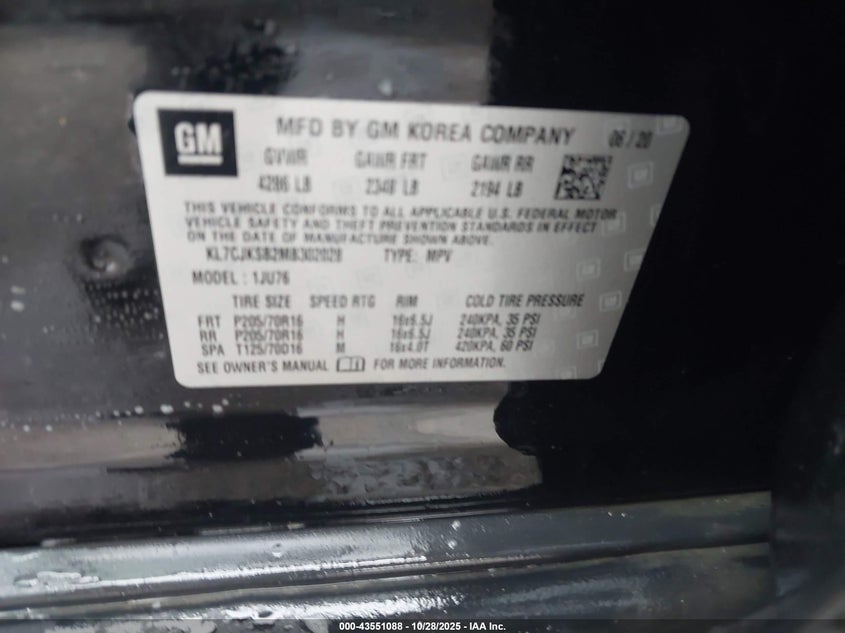 GM
MFD BY GM KOREA COMPANY 06 / 20
GVWR GAWR FRT GAWR RR
4286 LB 2348 LB 2194 LB
THIS VEHICLE CONFORMS TO ALL APPLICABLE U.S. FEDERAL MOTOR
VEHICLE SAFETY AND THEFT PREVENTION STANDARDS IN EFFECT
ON THE DATE OF MANUFACTURE SHOWN ABOVE.
KL7CJKSB2MB302028 TYPE: MPV
MODEL : 1JU76
TIRE SIZE SPEED RTG RIM COLD TIRE PRESSURE
FRT P205/70R16 H 16x6.5J 240KPA, 35 PSI
RR P205/70R16 H 16x6.5J 240KPA, 35 PSI
SPA T125/70D16 M 16x4.0T 420KPA, 60 PSI
SEE OWNER'S MANUAL FOR MORE INFORMATION.
000-43551088 | 10/28/2025 | © IAA Inc.